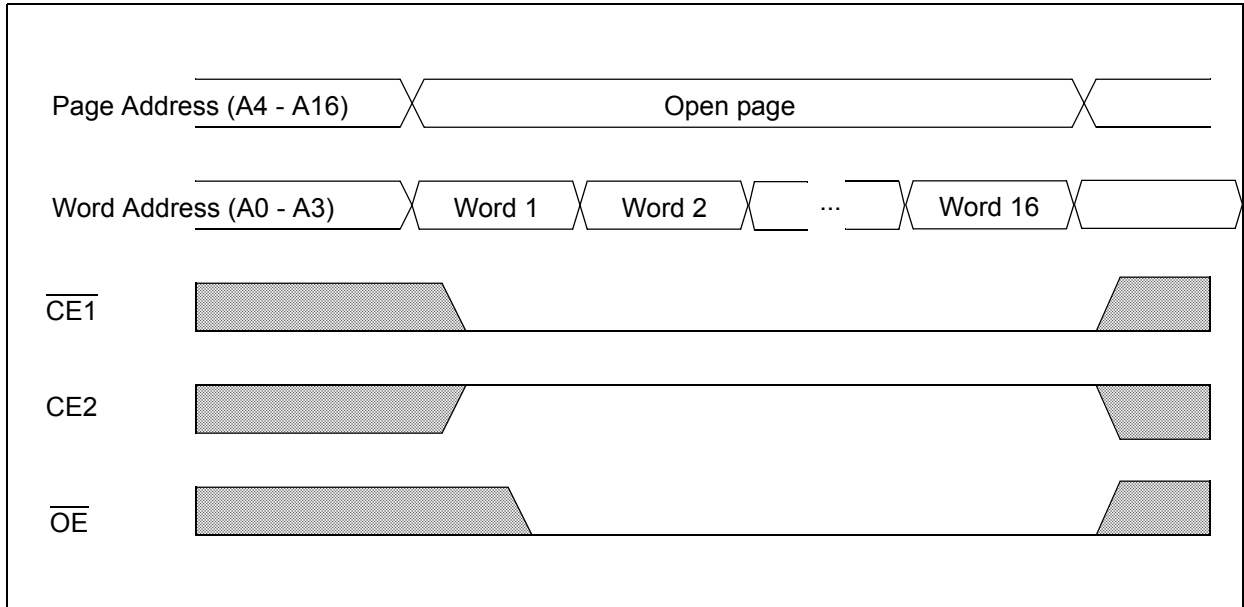 Page Address (A4 - A16) Open page
Word Address (A0 - A3) Word 1 Word 2 ... Word 16
CE1
CE2
OE